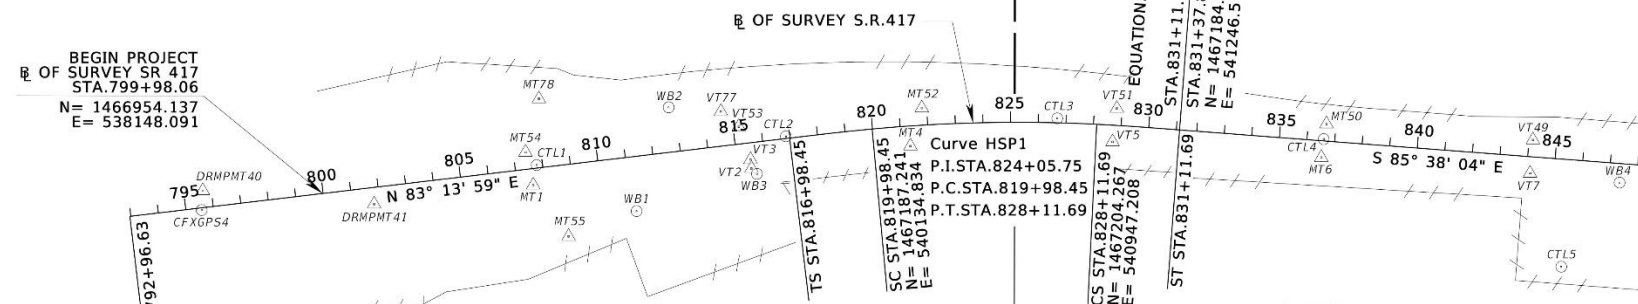 ℄ OF SURVEY S.R.417
BEGIN PROJECT
℄ OF SURVEY SR 417
STA.799+98.06
N= 1466954.137
E= 538148.091
EQUATION.
STA.831+11.
STA.831+37.
N= 1467184.
E= 541246.5
MT78
WB2
VT77
VT53
MT52
CTL3
VT51
MT50
VT49
795
800
805
810
815
820
825
830
835
840
845
DRMPMT40
CFXGPS4
DRMPMT41
MT54
CTL1
MT1
MT55
WB1
CTL2
VT3
VT2
WB3
MT4
VT5
CTL4
MT6
VT7
WB4
CTL5
N 83° 13' 59" E
S 85° 38' 04" E
Curve HSP1
P.I.STA.824+05.75
P.C.STA.819+98.45
P.T.STA.828+11.69
792+96.63
TS STA.816+98.45
SC STA.819+98.45
N= 1467187.241
E= 540134.834
CS STA.828+11.69
N= 1467204.267
E= 540947.208
ST STA.831+11.69